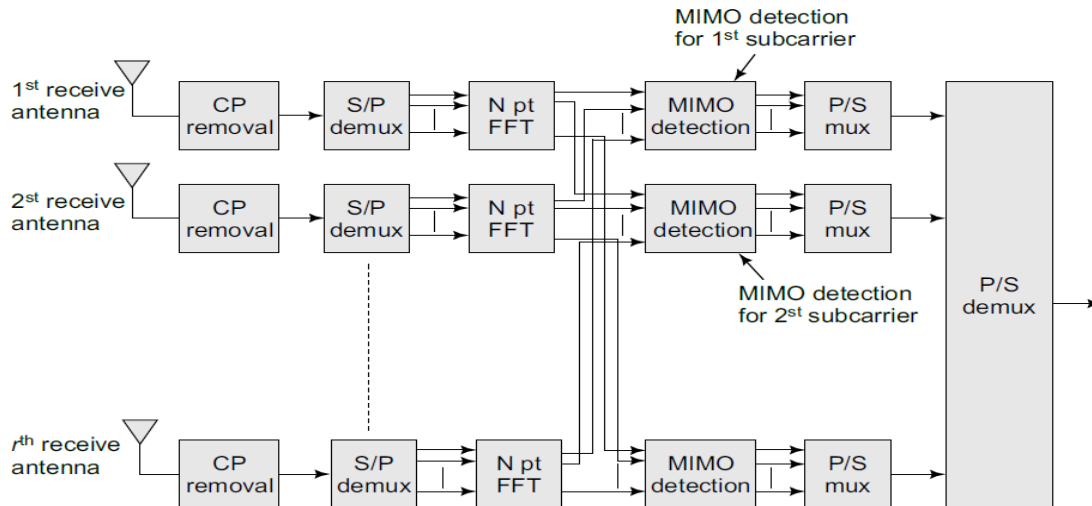 MIMO detection
for 1st subcarrier
1st receive
antenna
CP
removal
S/P
demux
N pt
FFT
MIMO
detection
P/S
mux
2st receive
antenna
CP
removal
S/P
demux
N pt
FFT
MIMO
detection
P/S
mux
MIMO detection
for 2st subcarrier
P/S
demux
rth receive
antenna
CP
removal
S/P
demux
N pt
FFT
MIMO
detection
P/S
mux